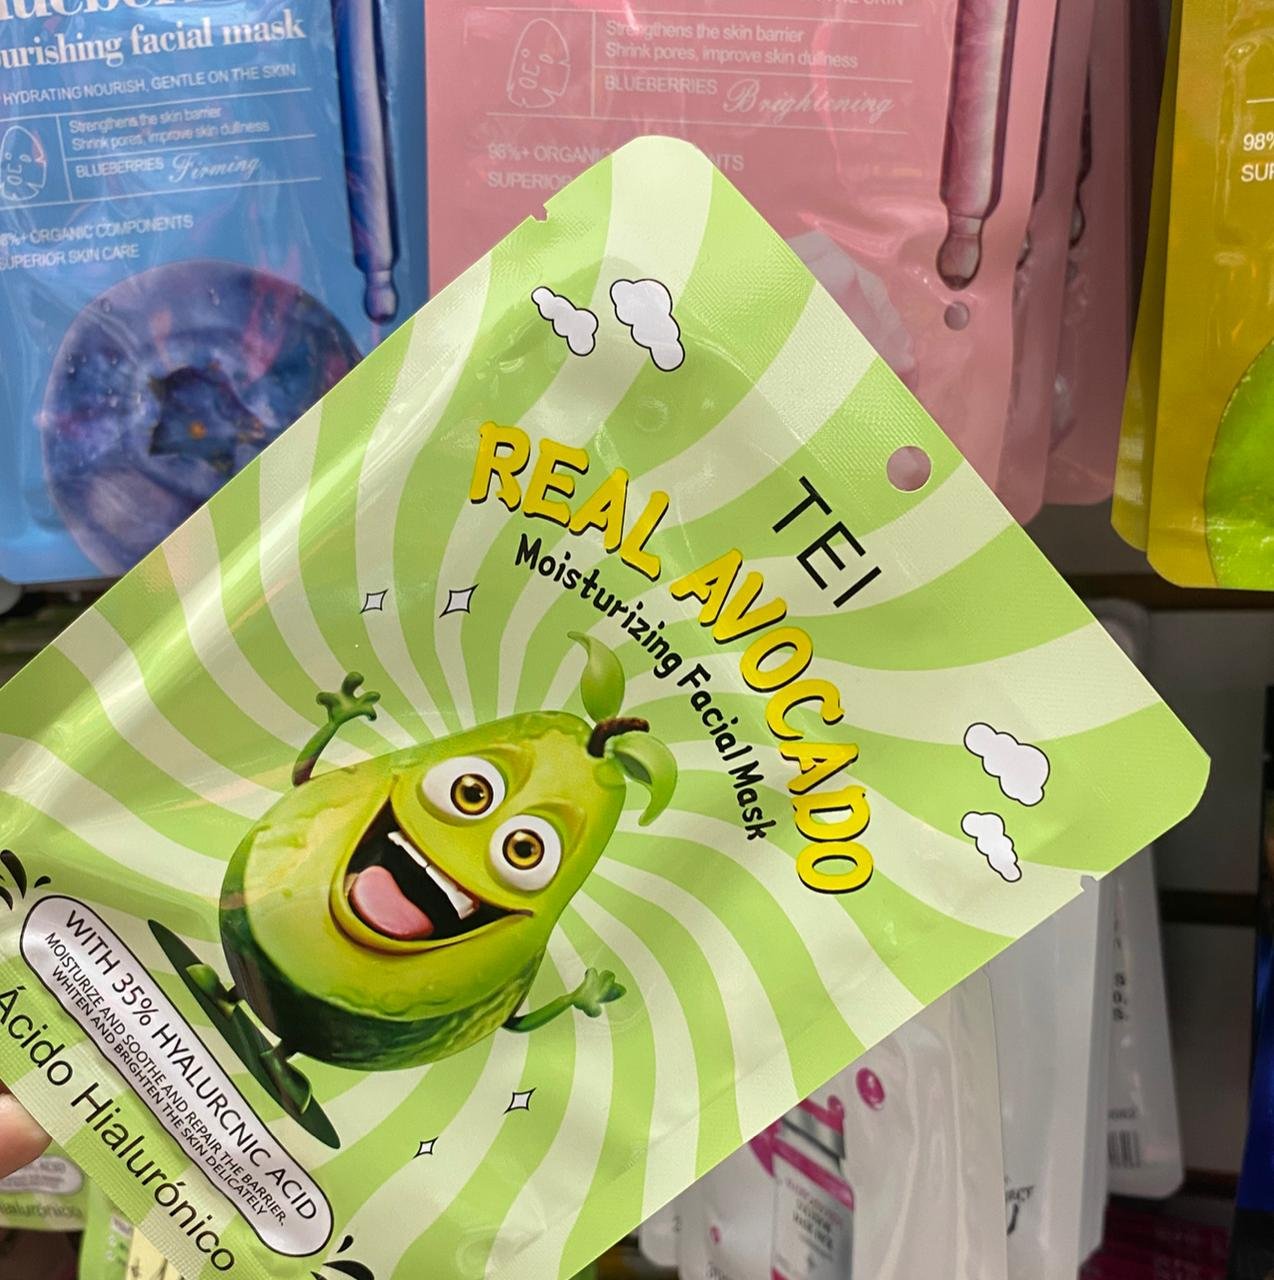 urishing facial mask
HYDRATING NOURISH, GENTLE ON THE SKIN
Strengthens the skin barrier
Shrink pores, improve skin dullness
BLUEBERRIES Firming
ORGANIC COMPONENTS
SUPERIOR SKIN CARE
Strengthens the skin barrier
Shrink pores, improve skin dullness
BLUEBERRIES Brightening
98%+ ORGANI
SUPERIOR
98%
SUP
TEI
REAL AVOCADO
Moisturizing Facial Mask
WITH 35% HYALURCNIC ACID
MOISTURIZE AND SOOTHE AND REPAIR THE BARRIER.
WHITEN AND BRIGHTEN THE SKIN DELICATELY.
Ácido Hialurónico